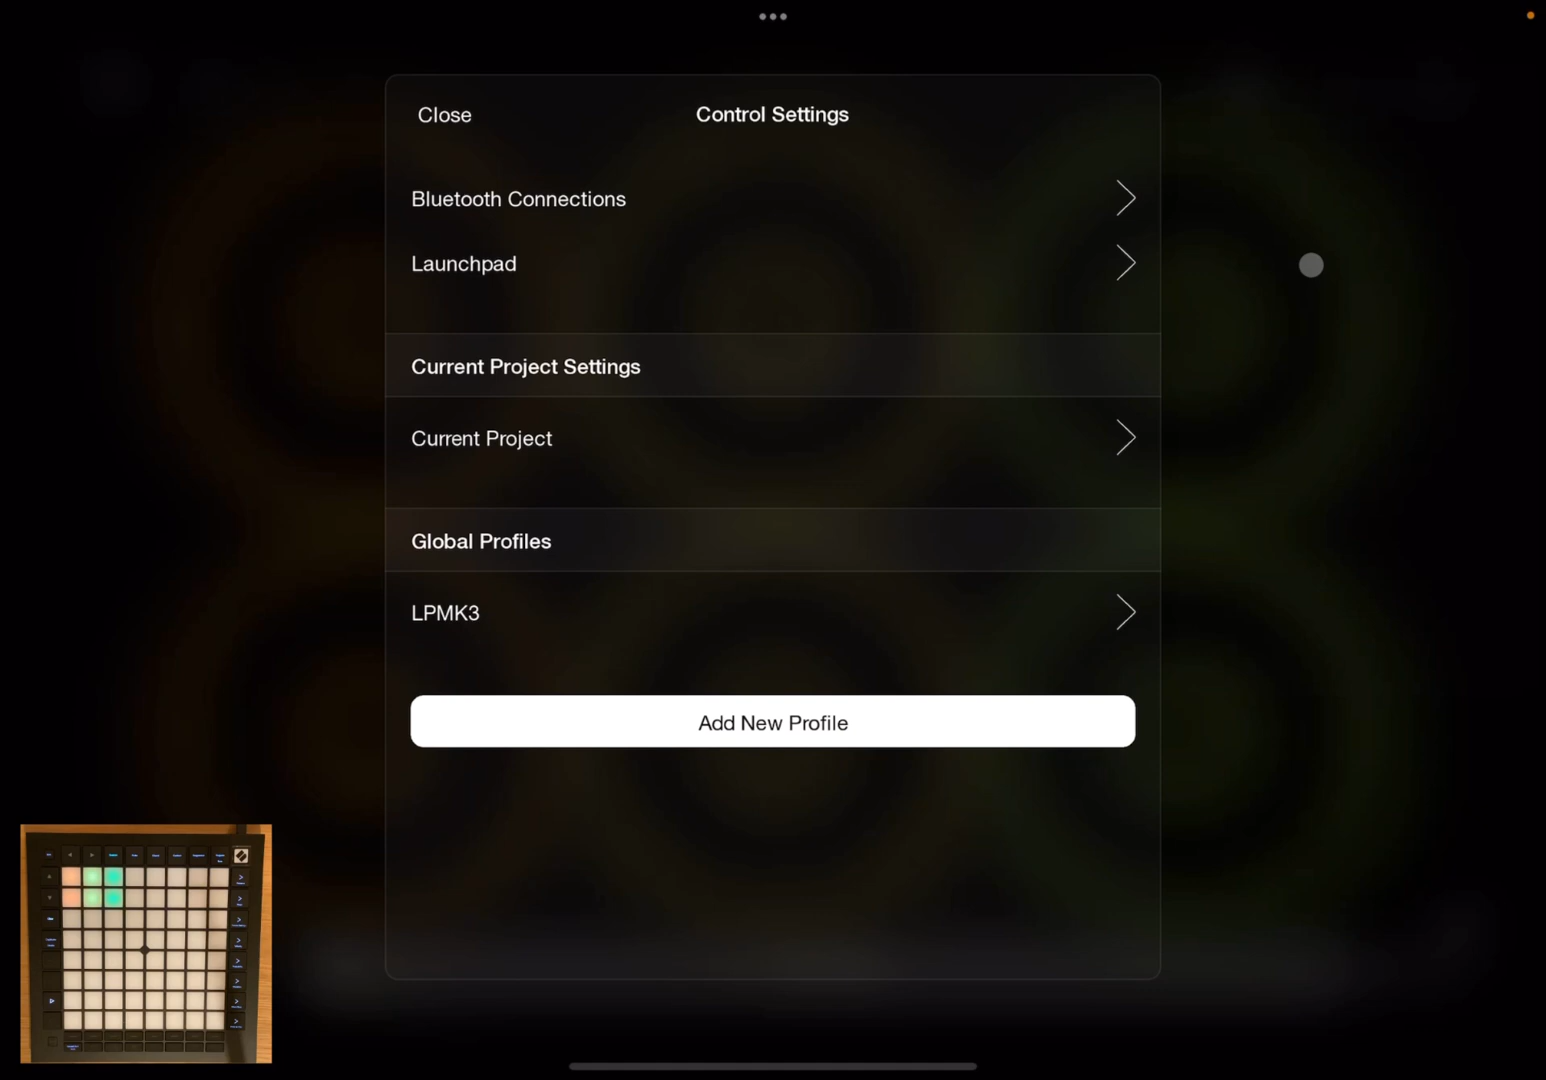 Close
Control Settings
Bluetooth Connections
Launchpad
Current Project Settings
Current Project
Global Profiles
LPMK3
Add New Profile